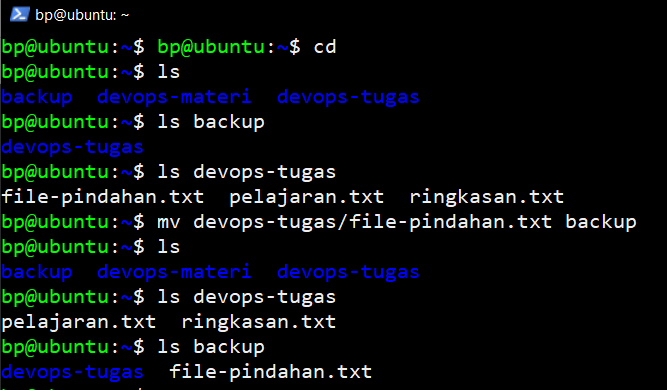 bp@ubuntu: ~
bp@ubuntu:~$ bp@ubuntu:~$ cd
bp@ubuntu:~$ ls
backup  devops-materi  devops-tugas
bp@ubuntu:~$ ls backup
devops-tugas
bp@ubuntu:~$ ls devops-tugas
file-pindahan.txt  pelajaran.txt  ringkasan.txt
bp@ubuntu:~$ mv devops-tugas/file-pindahan.txt backup
bp@ubuntu:~$ ls
backup  devops-materi  devops-tugas
bp@ubuntu:~$ ls devops-tugas
pelajaran.txt  ringkasan.txt
bp@ubuntu:~$ ls backup
devops-tugas  file-pindahan.txt